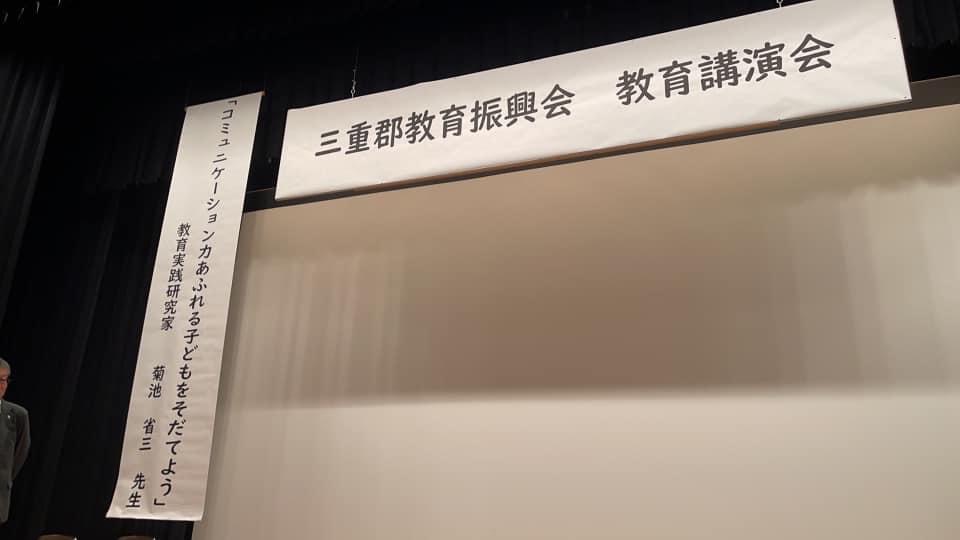 三重郡教育振興会　教育講演会
「コミュニケーション力あふれる子どもをそだてよう」
教育実践研究家　菊池　省三　先生